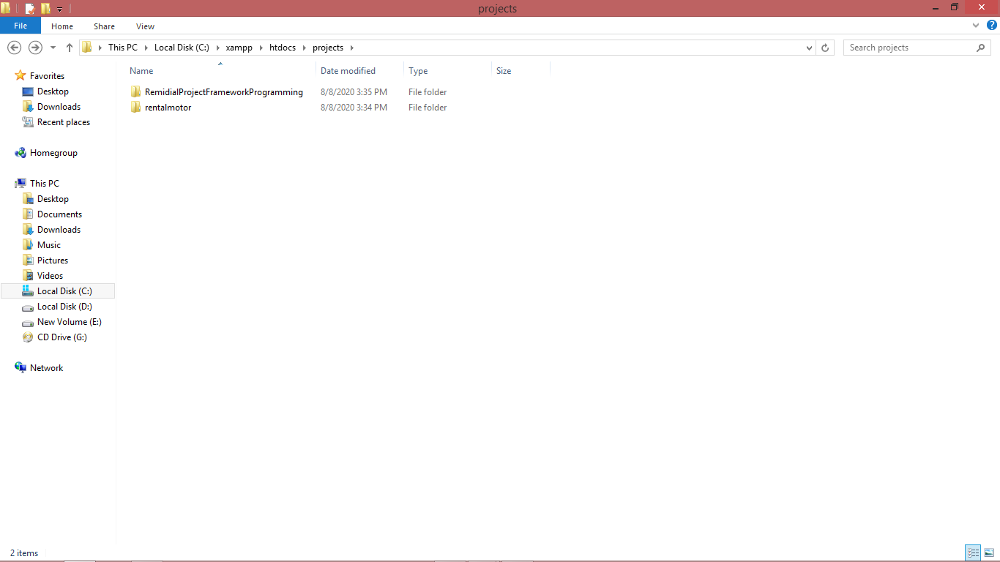 projects
File Home Share View
This PC Local Disk (C:) xampp htdocs projects
Search projects
Name Date modified Type Size
RemidialProjectFrameworkProgramming 8/8/2020 3:35 PM File folder
rentalmotor 8/8/2020 3:34 PM File folder
Favorites
Desktop
Downloads
Recent places
Homegroup
This PC
Desktop
Documents
Downloads
Music
Pictures
Videos
Local Disk (C:)
Local Disk (D:)
New Volume (E:)
CD Drive (G:)
Network
2 items